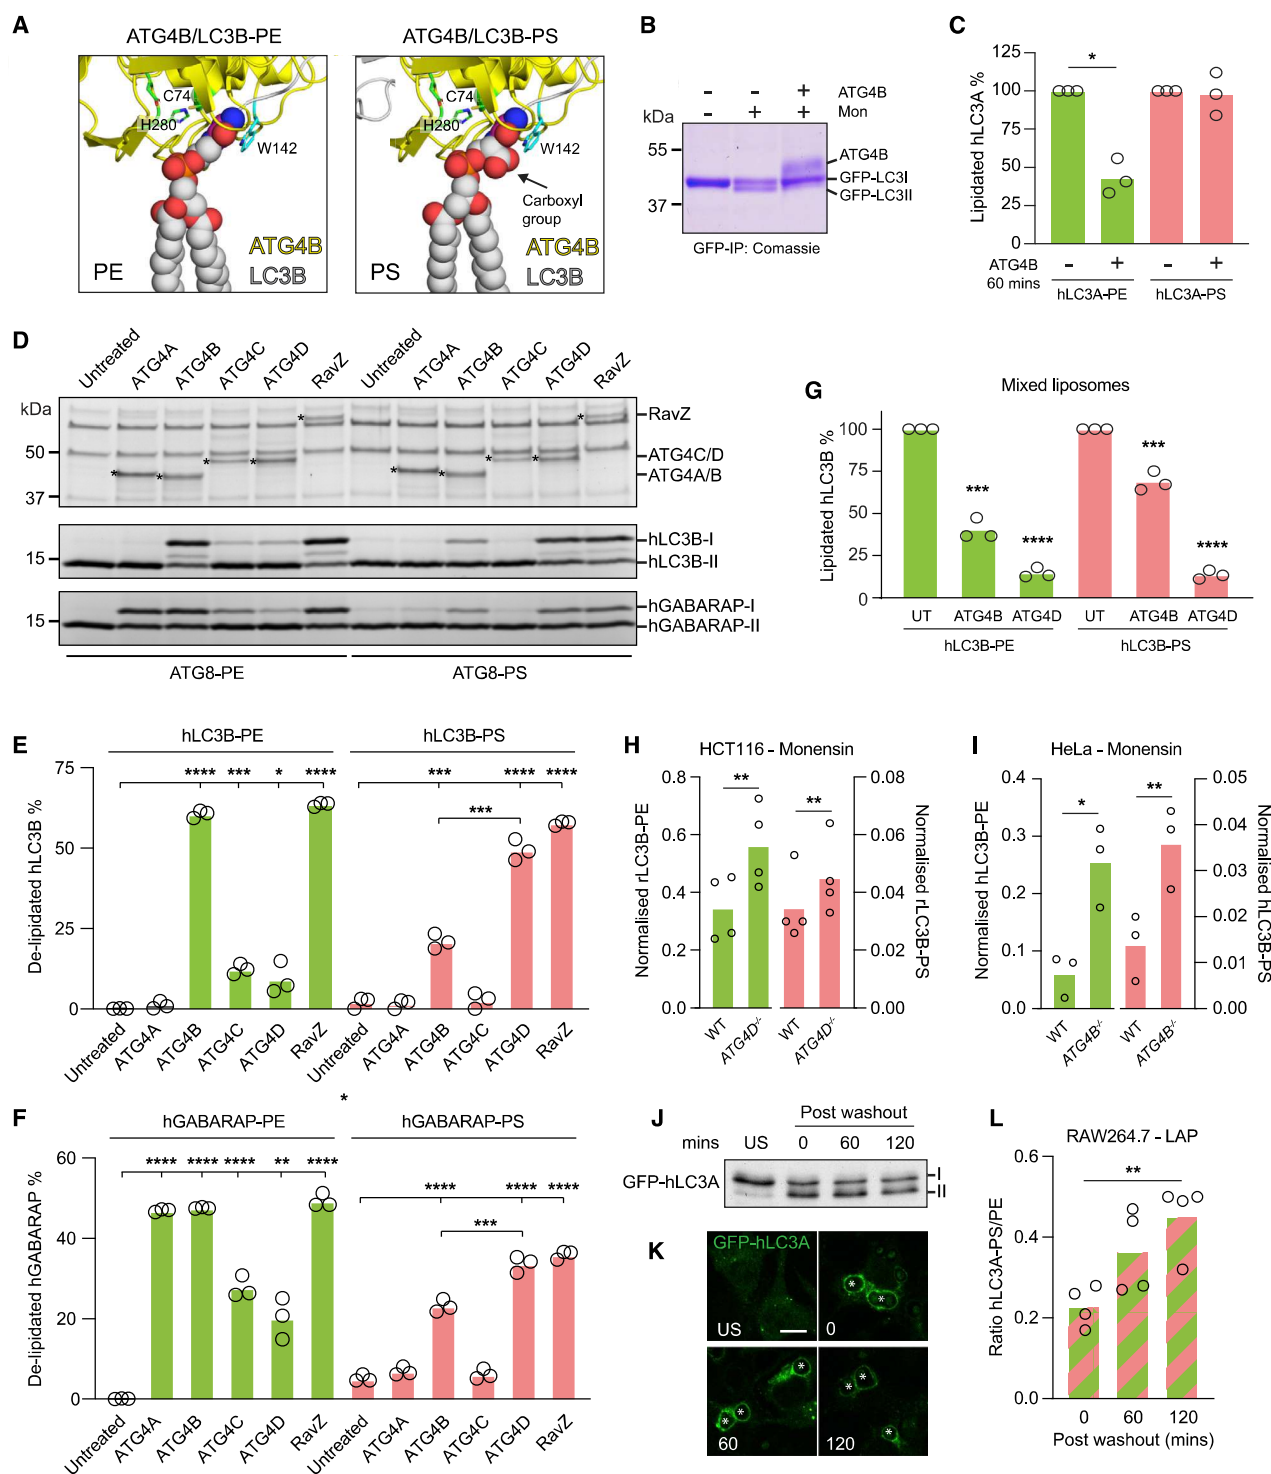 A
ATG4B/LC3B-PE
ATG4B/LC3B-PS
C74
H280
W142
PE
ATG4B
LC3B
C74
H280
W142
Carboxyl
group
PS
ATG4B
LC3B
B
- + + ATG4B
- + + Mon
- - +
kDa
55
37
ATG4B
GFP-LC3I
GFP-LC3II
GFP-IP: Comassie
C
Lipidated hLC3A %
125
100
75
50
25
0
*
ATG4B - + - +
60 mins
hLC3A-PE hLC3A-PS
D
Untreated ATG4A ATG4B ATG4C ATG4D RavZ Untreated ATG4A ATG4B ATG4C ATG4D RavZ
kDa
50
37
15
15
RavZ
ATG4C/D
ATG4A/B
hLC3B-I
hLC3B-II
hGABARAP-I
hGABARAP-II
ATG8-PE ATG8-PS
G
Mixed liposomes
Lipidated hLC3B %
100
75
50
25
0
*** **** *** ****
UT ATG4B ATG4D UT ATG4B ATG4D
hLC3B-PE hLC3B-PS
E
hLC3B-PE hLC3B-PS
De-lipidated hLC3B %
75
50
25
0
**** *** * **** *** **** ****
***
Untreated ATG4A ATG4B ATG4C ATG4D RavZ Untreated ATG4A ATG4B ATG4C ATG4D RavZ
H
HCT116 - Monensin
Normalised rLC3B-PE
0.8
0.6
0.4
0.2
0.0
** **
0.08
0.06
0.04
0.02
0.00
Normalised rLC3B-PS
WT ATG4D-/- WT ATG4D-/-
I
HeLa - Monensin
Normalised hLC3B-PE
0.4
0.3
0.2
0.1
0.0
* **
0.05
0.04
0.03
0.02
0.01
0.00
Normalised hLC3B-PS
WT ATG4B-/- WT ATG4B-/-
F
*
hGABARAP-PE hGABARAP-PS
De-lipidated hGABARAP %
60
40
20
0
**** **** **** ** **** **** **** ****
***
Untreated ATG4A ATG4B ATG4C ATG4D RavZ Untreated ATG4A ATG4B ATG4C ATG4D RavZ
J
Post washout
mins US 0 60 120
GFP-hLC3A
I
II
K
GFP-hLC3A
US
0
60
120
L
RAW264.7 - LAP
Ratio hLC3A-PS/PE
0.6
0.4
0.2
0.0
**
0 60 120
Post washout (mins)